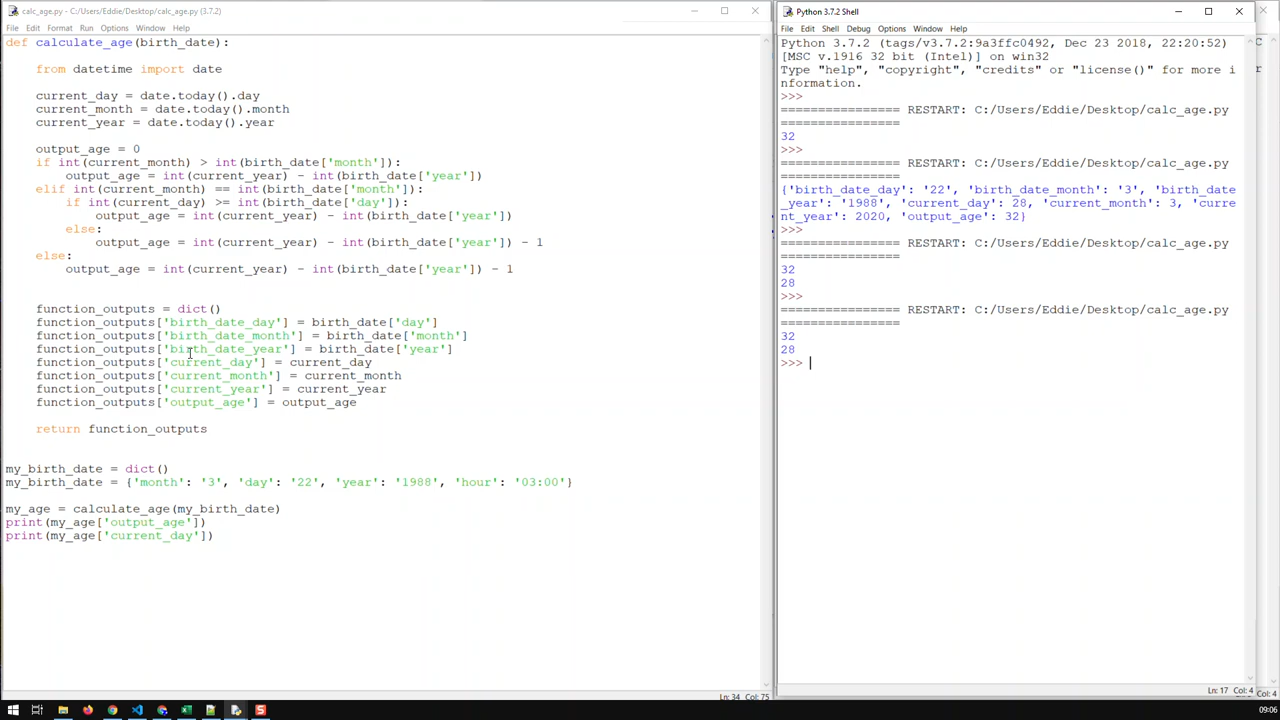 calc_age.py - C:/Users/Eddie/Desktop/calc_age.py (3.7.2)
File Edit Format Run Options Window Help
def calculate_age(birth_date):
from datetime import date
current_day = date.today().day
current_month = date.today().month
current_year = date.today().year
output_age = 0
if int(current_month) > int(birth_date['month']):
output_age = int(current_year) - int(birth_date['year'])
elif int(current_month) == int(birth_date['month']):
if int(current_day) >= int(birth_date['day']):
output_age = int(current_year) - int(birth_date['year'])
else:
output_age = int(current_year) - int(birth_date['year']) - 1
else:
output_age = int(current_year) - int(birth_date['year']) - 1
function_outputs = dict()
function_outputs['birth_date_day'] = birth_date['day']
function_outputs['birth_date_month'] = birth_date['month']
function_outputs['birth_date_year'] = birth_date['year']
function_outputs['current_day'] = current_day
function_outputs['current_month'] = current_month
function_outputs['current_year'] = current_year
function_outputs['output_age'] = output_age
return function_outputs
my_birth_date = dict()
my_birth_date = {'month': '3', 'day': '22', 'year': '1988', 'hour': '03:00'}
my_age = calculate_age(my_birth_date)
print(my_age['output_age'])
print(my_age['current_day'])
Ln: 34 Col: 75
Python 3.7.2 Shell
File Edit Shell Debug Options Window Help
Python 3.7.2 (tags/v3.7.2:9a3ffc0492, Dec 23 2018, 22:20:52)
[MSC v.1916 32 bit (Intel)] on win32
Type "help", "copyright", "credits" or "license()" for more i
nformation.
>>>
================ RESTART: C:/Users/Eddie/Desktop/calc_age.py
================
32
>>>
================ RESTART: C:/Users/Eddie/Desktop/calc_age.py
================
{'birth_date_day': '22', 'birth_date_month': '3', 'birth_date
_year': '1988', 'current_day': 28, 'current_month': 3, 'curre
nt_year': 2020, 'output_age': 32}
>>>
================ RESTART: C:/Users/Eddie/Desktop/calc_age.py
================
32
28
>>>
================ RESTART: C:/Users/Eddie/Desktop/calc_age.py
================
32
28
>>>
Ln: 17 Col: 4
Col: 4
09:06